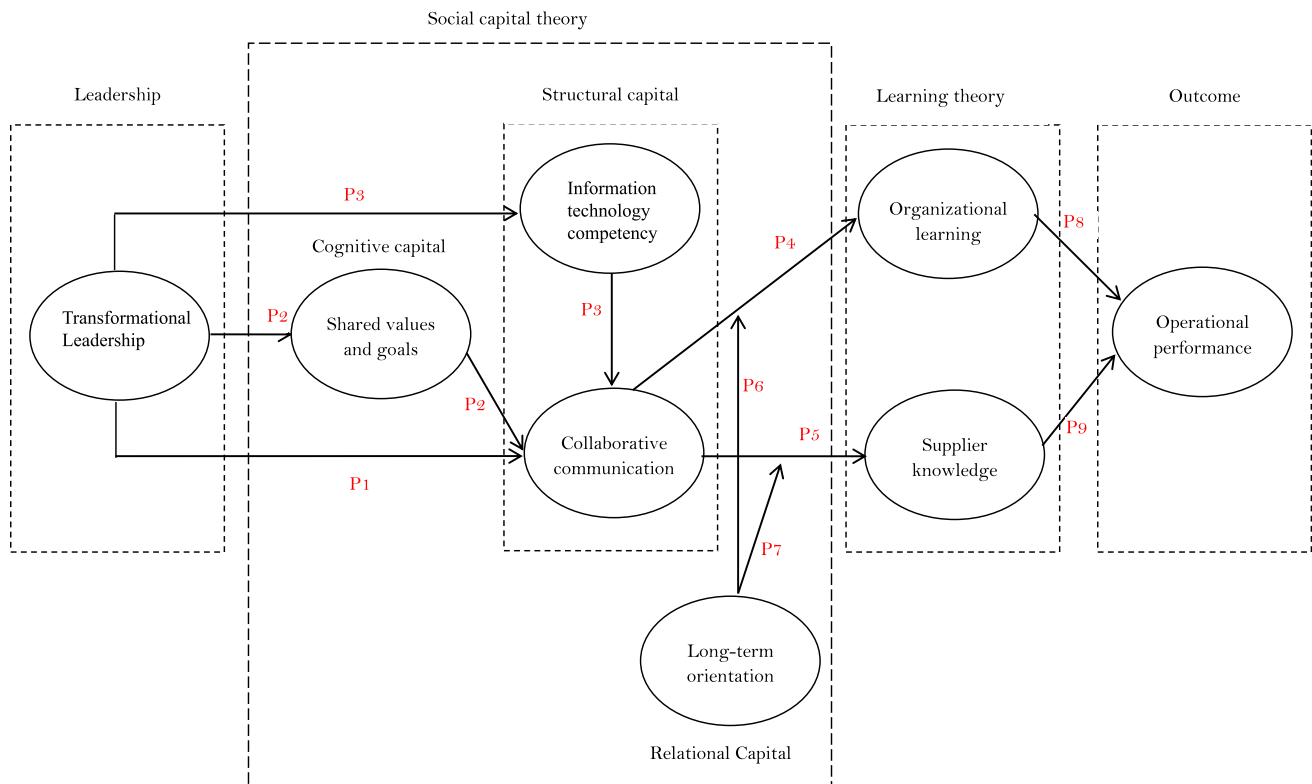 Social capital theory
Leadership
Structural capital
Learning theory
Outcome
P3
Information
technology
competency
Organizational
learning
P8
P4
Cognitive capital
Transformational
Leadership
P2
Shared values
and goals
P3
Operational
performance
P2
P6
P5
P9
Collaborative
communication
Supplier
knowledge
P1
P7
Long-term
orientation
Relational Capital